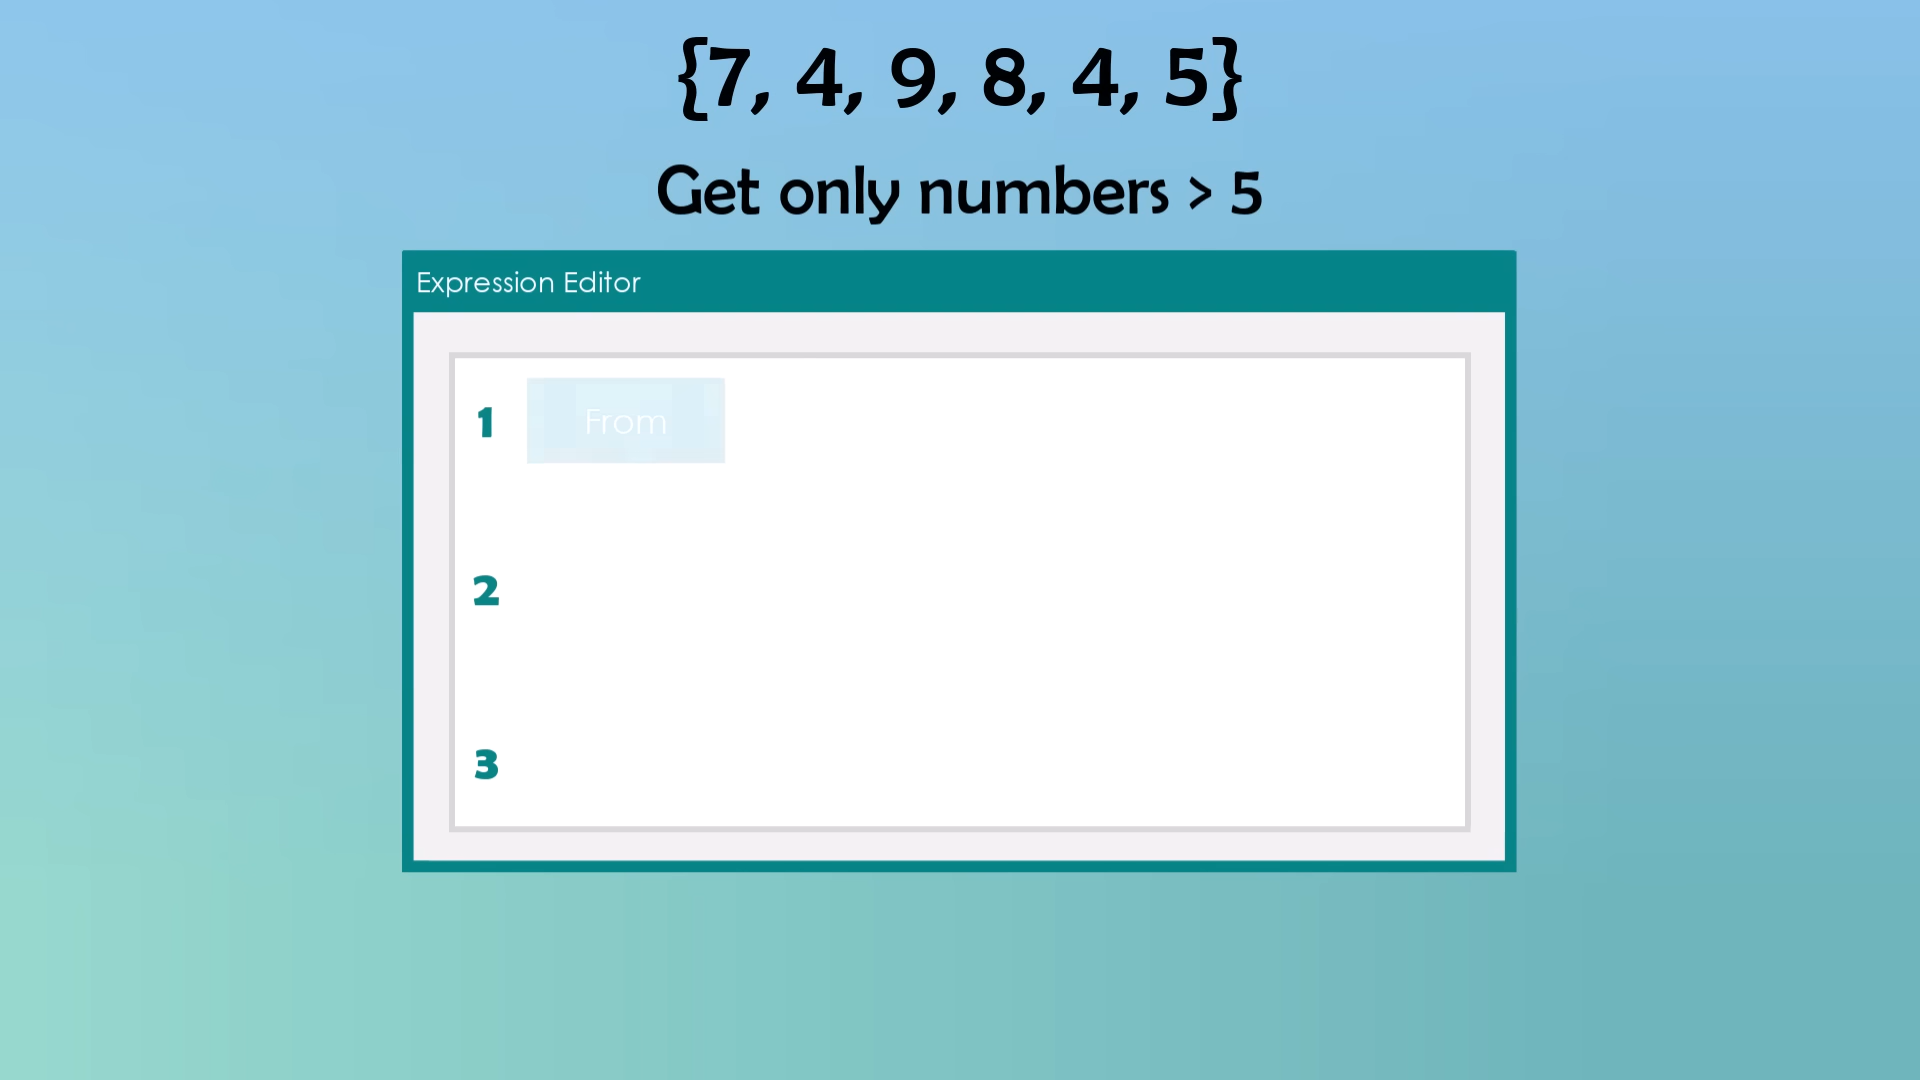 {7, 4, 9, 8, 4, 5}
Get only numbers > 5
Expression Editor
1 From
2
3